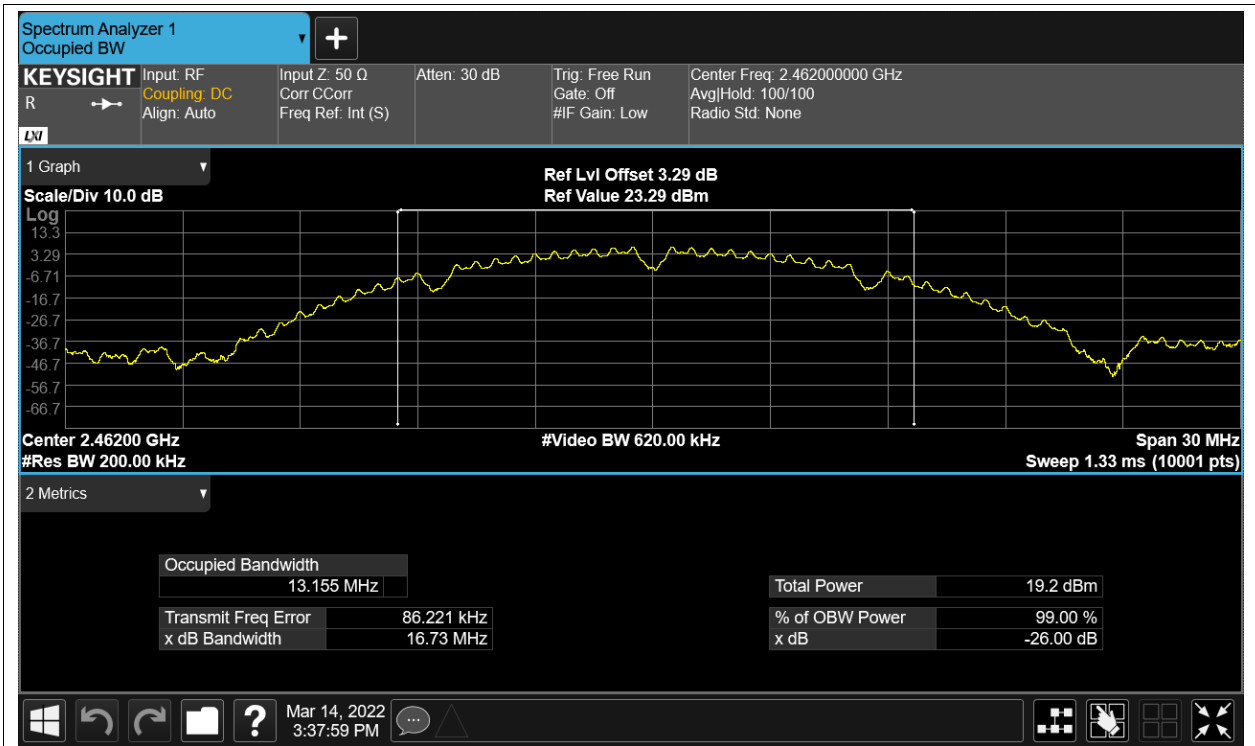 Spectrum Analyzer 1
Occupied BW
+
KEYSIGHT
R
LXI
Input: RF
Coupling: DC
Align: Auto
Input Z: 50 Ω
Corr CCorr
Freq Ref: Int (S)
Atten: 30 dB
Trig: Free Run
Gate: Off
#IF Gain: Low
Center Freq: 2.462000000 GHz
Avg|Hold: 100/100
Radio Std: None
1 Graph
Scale/Div 10.0 dB
Ref Lvl Offset 3.29 dB
Ref Value 23.29 dBm
Log
13.3
3.29
-6.71
-16.7
-26.7
-36.7
-46.7
-56.7
-66.7
Center 2.46200 GHz
#Video BW 620.00 kHz
Span 30 MHz
#Res BW 200.00 kHz
Sweep 1.33 ms (10001 pts)
2 Metrics
Occupied Bandwidth
13.155 MHz
Total Power 19.2 dBm
Transmit Freq Error 86.221 kHz
% of OBW Power 99.00 %
x dB Bandwidth 16.73 MHz
x dB -26.00 dB
?
Mar 14, 2022
3:37:59 PM